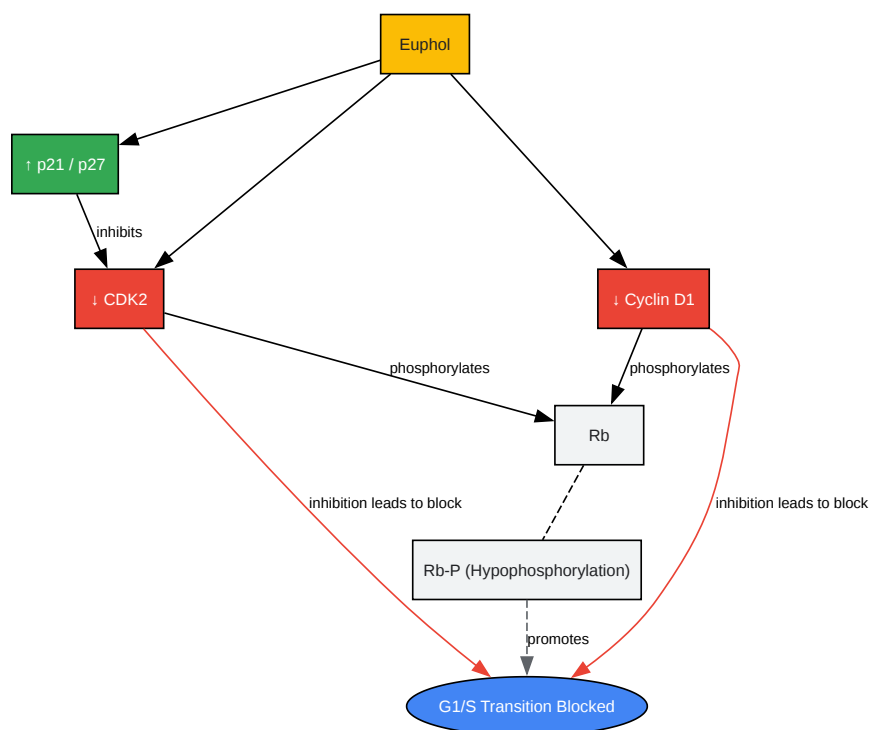 Euphol
↑ p21 / p27
inhibits
↓ CDK2
↓ Cyclin D1
phosphorylates
phosphorylates
Rb
inhibition leads to block
inhibition leads to block
Rb-P (Hypophosphorylation)
promotes
G1/S Transition Blocked